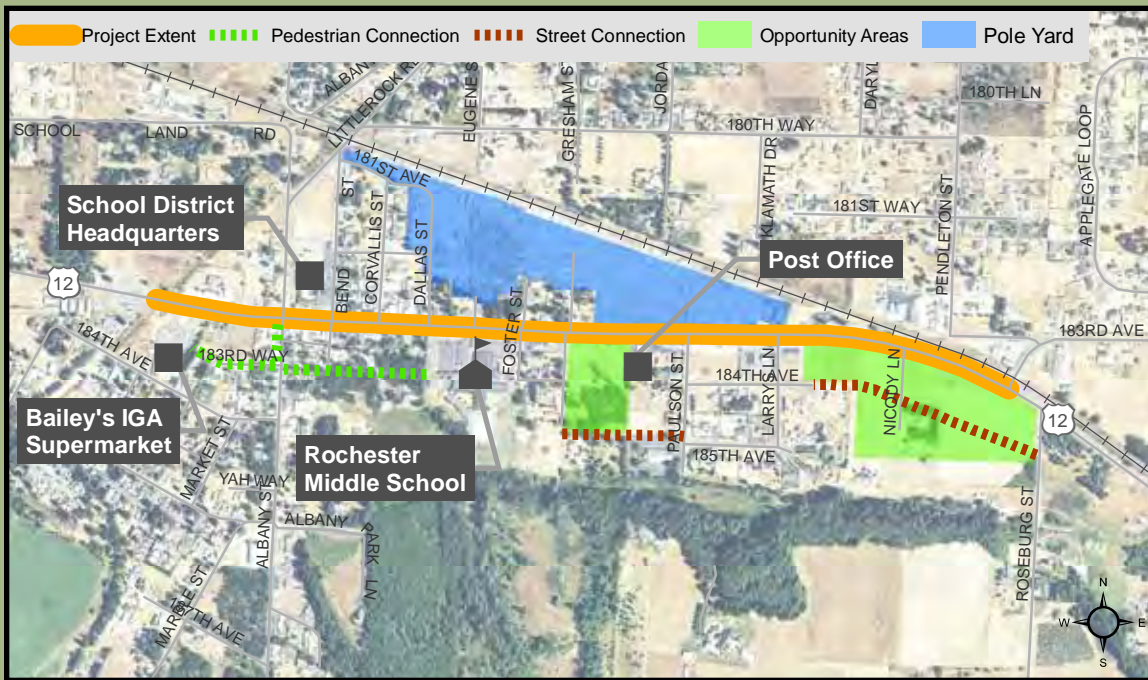 Project Extent
Pedestrian Connection
Street Connection
Opportunity Areas
Pole Yard
ALBANY
LITTLEROCK RD
EUGENE S
GRESHAM ST
JORDA
DARYL
180TH LN
SCHOOL LAND RD
180TH WAY
APPLEGATE LOOP
181ST AVE
KLAMATH DR
181ST WAY
PENDLETON ST
School District
Headquarters
BEND ST
CORVALLIS ST
DALLAS ST
Post Office
12
FOSTER ST
183RD AVE
184TH AVE
183RD WAY
PAULSON ST
184TH AVE
LARRYS LN
NICODY LN
12
Bailey's IGA
Supermarket
MARKET ST
Rochester
Middle School
185TH AVE
YAH WAY
ALBANY ST
ALBANY
PARK LN
ROSEBURG ST
MARBLE ST
187TH AVE
N
W
E
S